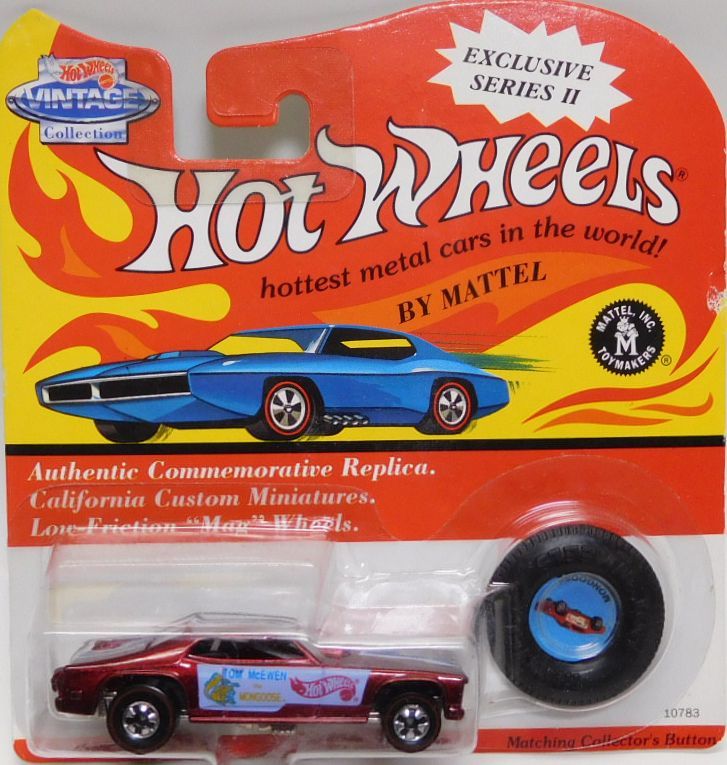 Hot Wheels
VINTAGE
Collection
EXCLUSIVE
SERIES II
Hot Wheels®
hottest metal cars in the world!
BY MATTEL
MATTEL, INC.
M
TOYMAKERS
®
Authentic Commemorative Replica.
California Custom Miniatures.
Low-Friction "Mag" Wheels.
TOM McEWEN
the
MONGOOSE
Hot Wheels
MONGOOSE
10783
Matching Collector's Button